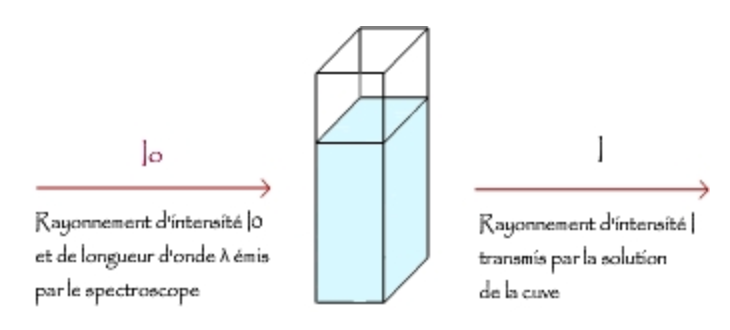 I0
Rayonnement d'intensité I0
et de longueur d'onde λ émis
par le spectroscope
I
Rayonnement d'intensité I
transmis par la solution
de la cuve